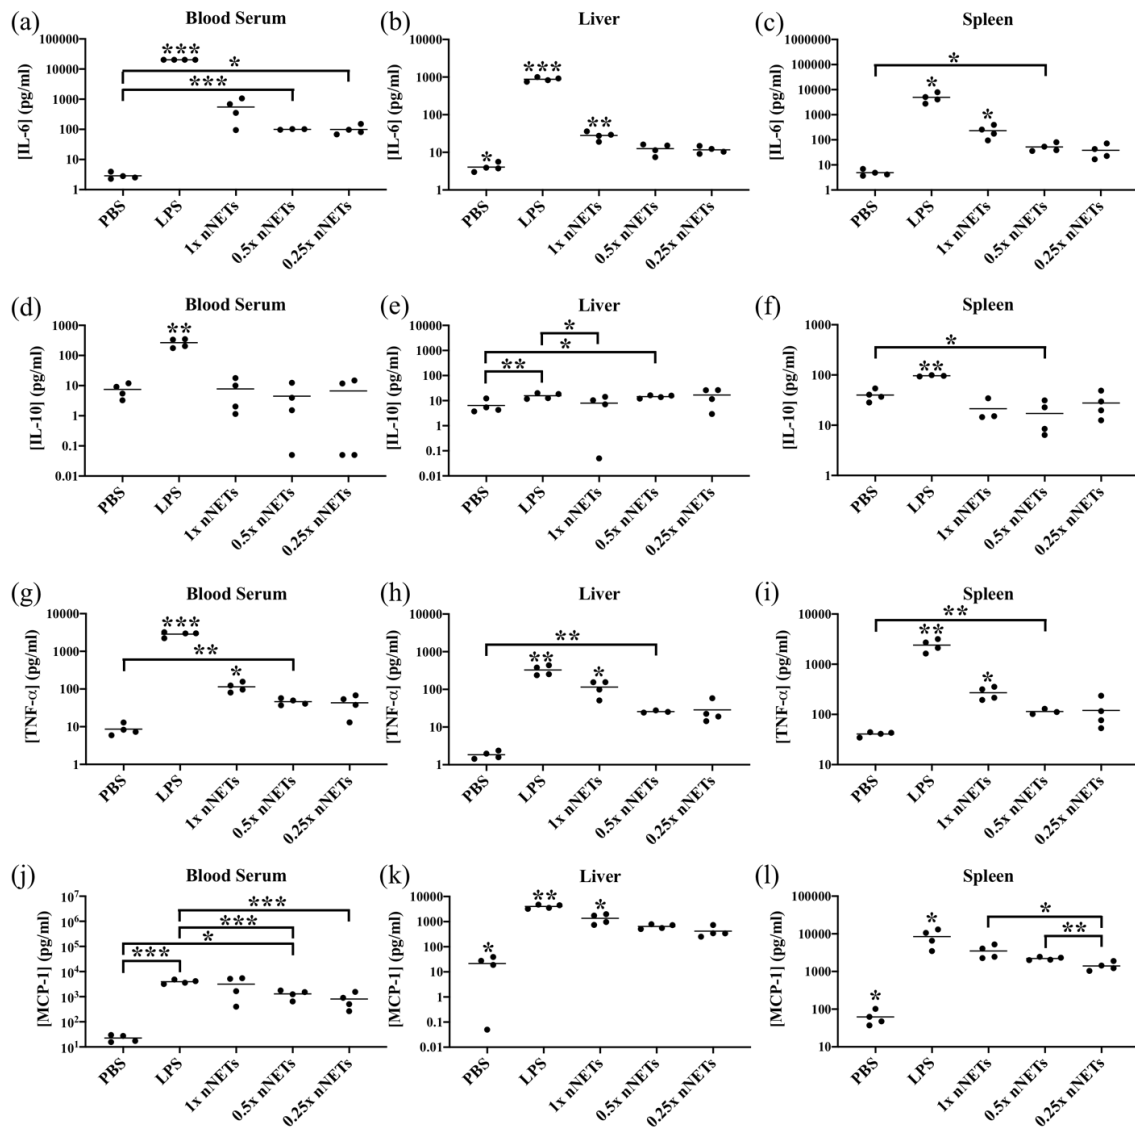 (a)
Blood Serum
[IL-6] (pg/ml)
100000
10000
1000
100
10
1
***
*
***
PBS
LPS
1x nNETs
0.5x nNETs
0.25x nNETs
(b)
Liver
[IL-6] (pg/ml)
10000
1000
100
10
1
*
***
**
PBS
LPS
1x nNETs
0.5x nNETs
0.25x nNETs
(c)
Spleen
[IL-6] (pg/ml)
1000000
100000
10000
1000
100
10
1
*
*
*
PBS
LPS
1x nNETs
0.5x nNETs
0.25x nNETs
(d)
Blood Serum
[IL-10] (pg/ml)
1000
100
10
1
0.1
0.01
**
PBS
LPS
1x nNETs
0.5x nNETs
0.25x nNETs
(e)
Liver
[IL-10] (pg/ml)
10000
1000
100
10
1
0.1
0.01
*
*
**
PBS
LPS
1x nNETs
0.5x nNETs
0.25x nNETs
(f)
Spleen
[IL-10] (pg/ml)
1000
100
10
1
*
**
PBS
LPS
1x nNETs
0.5x nNETs
0.25x nNETs
(g)
Blood Serum
[TNF-α] (pg/ml)
10000
1000
100
10
1
***
**
*
PBS
LPS
1x nNETs
0.5x nNETs
0.25x nNETs
(h)
Liver
[TNF-α] (pg/ml)
10000
1000
100
10
1
**
**
*
PBS
LPS
1x nNETs
0.5x nNETs
0.25x nNETs
(i)
Spleen
[TNF-α] (pg/ml)
10000
1000
100
10
**
**
*
PBS
LPS
1x nNETs
0.5x nNETs
0.25x nNETs
(j)
Blood Serum
[MCP-1] (pg/ml)
10⁷
10⁶
10⁵
10⁴
10³
10²
10¹
***
***
*
***
PBS
LPS
1x nNETs
0.5x nNETs
0.25x nNETs
(k)
Liver
[MCP-1] (pg/ml)
10000
1000
100
10
1
0.1
0.01
*
**
*
PBS
LPS
1x nNETs
0.5x nNETs
0.25x nNETs
(l)
Spleen
[MCP-1] (pg/ml)
100000
10000
1000
100
10
*
*
*
**
PBS
LPS
1x nNETs
0.5x nNETs
0.25x nNETs